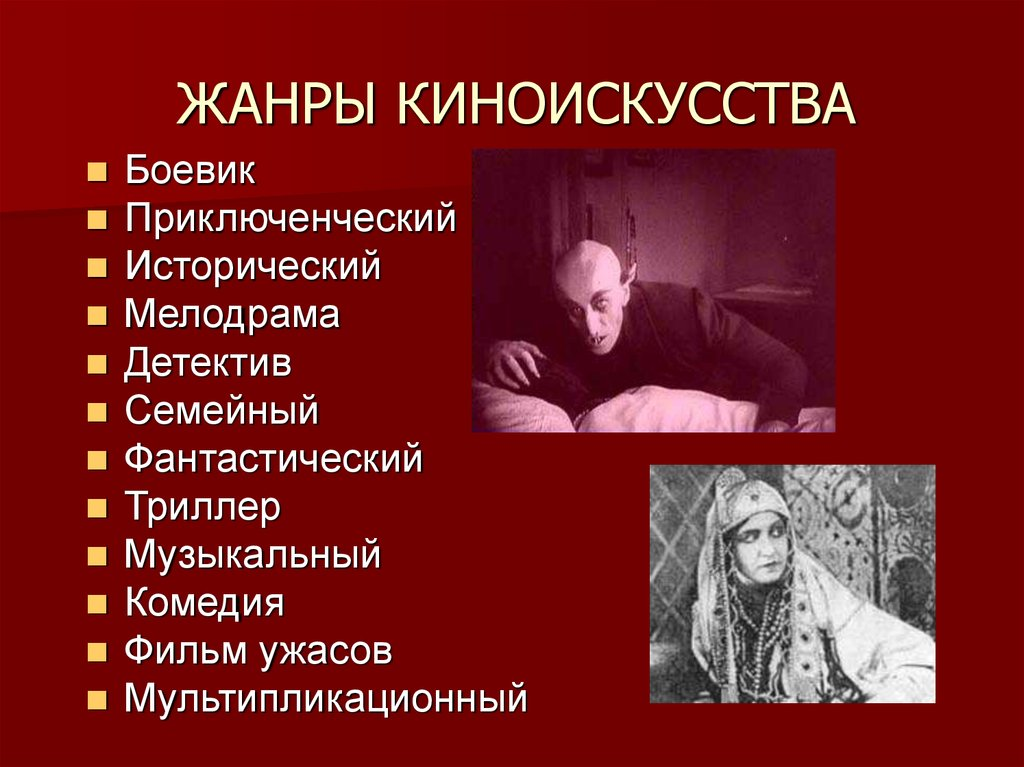 ЖАНРЫ КИНОИСКУССТВА
Боевик
Приключенческий
Исторический
Мелодрама
Детектив
Семейный
Фантастический
Триллер
Музыкальный
Комедия
Фильм ужасов
Мультипликационный